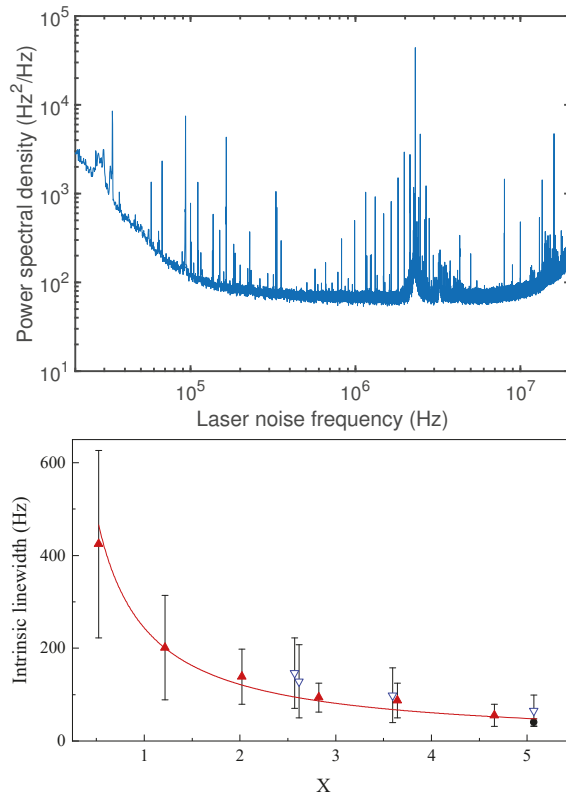 10^5
10^4
10^3
10^2
10^1
Power spectral density (Hz^2/Hz)
10^5 10^6 10^7
Laser noise frequency (Hz)
600
400
200
0
Intrinsic linewidth (Hz)
1 2 3 4 5
X